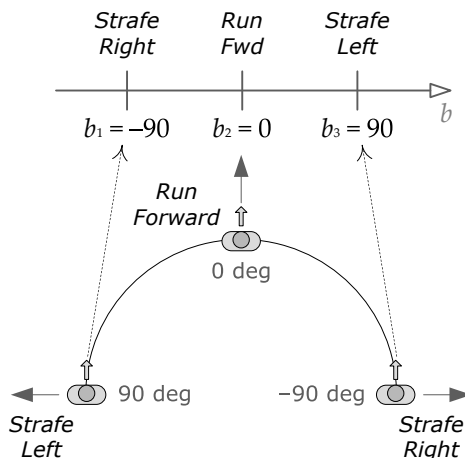 Strafe Right
Run Fwd
Strafe Left
b₁ = –90
b₂ = 0
b₃ = 90
b
Run
Forward
0 deg
90 deg
–90 deg
Strafe
Left
Strafe
Right